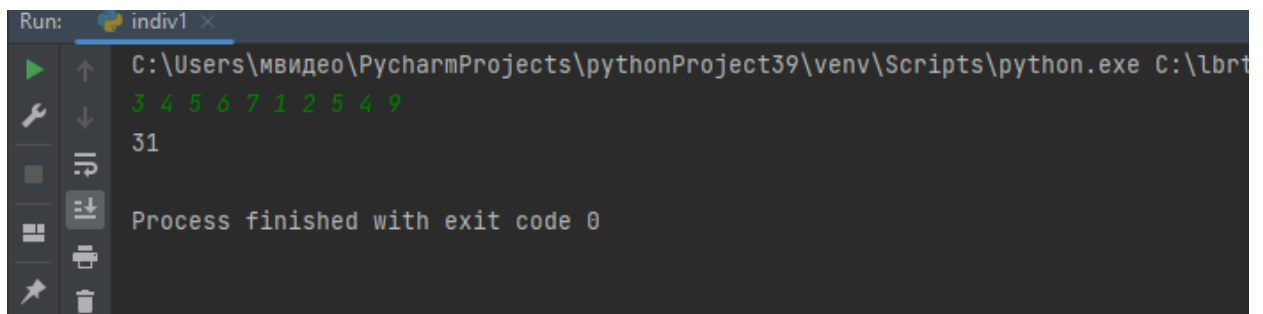 Run: indiv1
C:\Users\мвидео\PycharmProjects\pythonProject39\venv\Scripts\python.exe C:\lbrt
3 4 5 6 7 1 2 5 4 9
31
Process finished with exit code 0